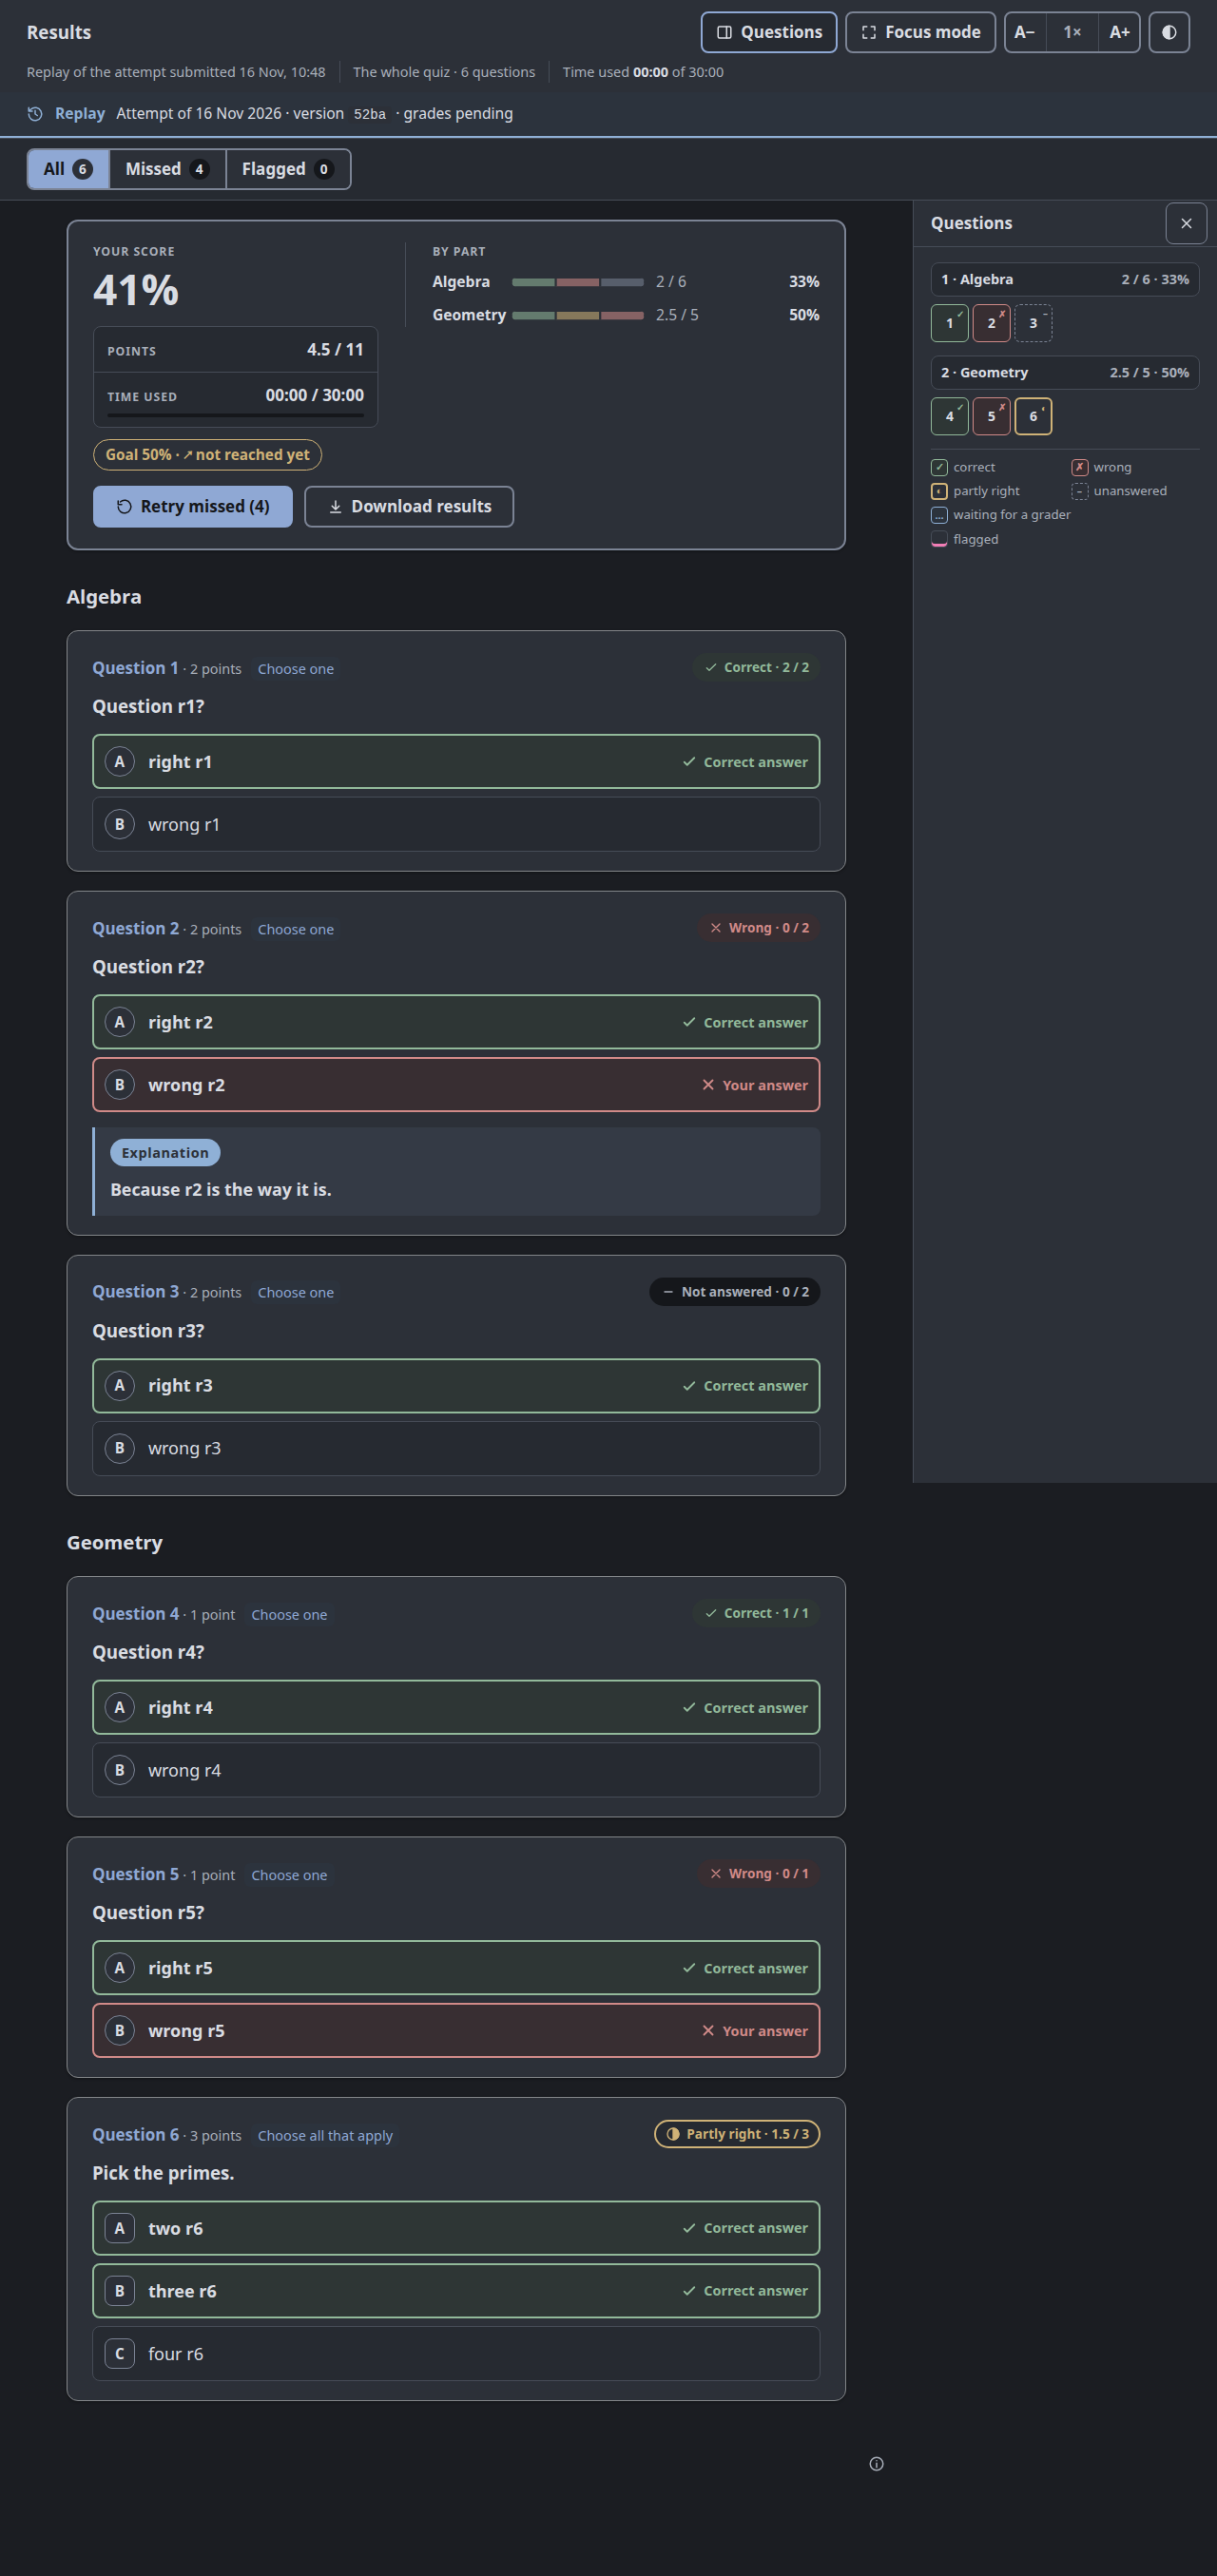 Results
Questions
Focus mode
A−
1×
A+
Replay of the attempt submitted 16 Nov, 10:48
The whole quiz · 6 questions
Time used 00:00 of 30:00
Replay Attempt of 16 Nov 2026 · version 52ba · grades pending
All 6
Missed 4
Flagged 0
YOUR SCORE
41%
POINTS 4.5 / 11
TIME USED 00:00 / 30:00
Goal 50% · ↗ not reached yet
Retry missed (4)
Download results
BY PART
Algebra 2 / 6 33%
Geometry 2.5 / 5 50%
Questions
1 · Algebra 2 / 6 · 33%
1 ✓ 2 ✗ 3 –
2 · Geometry 2.5 / 5 · 50%
4 ✓ 5 ✗ 6
✓ correct
✗ wrong
partly right
– unanswered
… waiting for a grader
flagged
Algebra
Question 1 · 2 points Choose one
Correct · 2 / 2
Question r1?
A right r1 Correct answer
B wrong r1
Question 2 · 2 points Choose one
Wrong · 0 / 2
Question r2?
A right r2 Correct answer
B wrong r2 Your answer
Explanation
Because r2 is the way it is.
Question 3 · 2 points Choose one
Not answered · 0 / 2
Question r3?
A right r3 Correct answer
B wrong r3
Geometry
Question 4 · 1 point Choose one
Correct · 1 / 1
Question r4?
A right r4 Correct answer
B wrong r4
Question 5 · 1 point Choose one
Wrong · 0 / 1
Question r5?
A right r5 Correct answer
B wrong r5 Your answer
Question 6 · 3 points Choose all that apply
Partly right · 1.5 / 3
Pick the primes.
A two r6 Correct answer
B three r6 Correct answer
C four r6